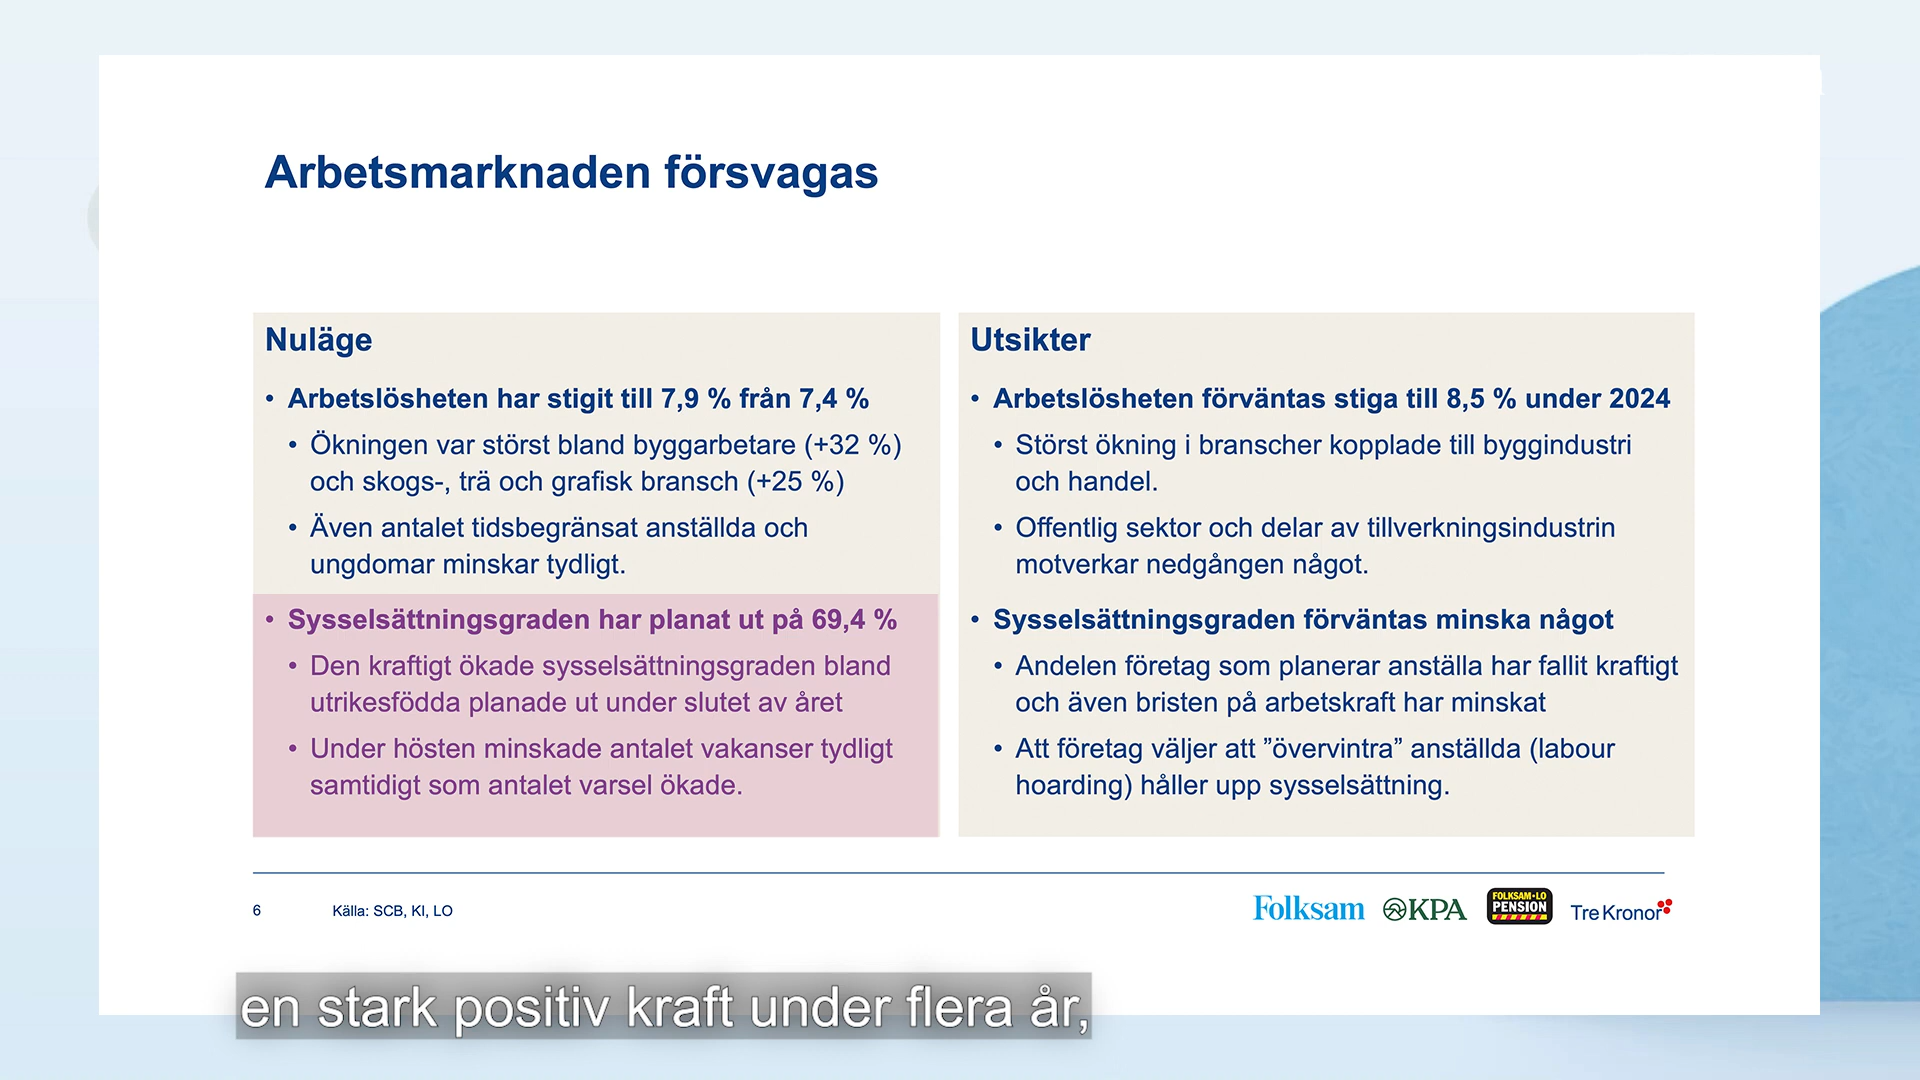 Arbetsmarknaden försvagas
Nuläge
• Arbetslösheten har stigit till 7,9 % från 7,4 %
• Ökningen var störst bland byggarbetare (+32 %)
och skogs-, trä och grafisk bransch (+25 %)
• Även antalet tidsbegränsat anställda och
ungdomar minskar tydligt.
• Sysselsättningsgraden har planat ut på 69,4 %
• Den kraftigt ökade sysselsättningsgraden bland
utrikesfödda planade ut under slutet av året
• Under hösten minskade antalet vakanser tydligt
samtidigt som antalet varsel ökade.
Utsikter
• Arbetslösheten förväntas stiga till 8,5 % under 2024
• Störst ökning i branscher kopplade till byggindustri
och handel.
• Offentlig sektor och delar av tillverkningsindustrin
motverkar nedgången något.
• Sysselsättningsgraden förväntas minska något
• Andelen företag som planerar anställa har fallit kraftigt
och även bristen på arbetskraft har minskat
• Att företag väljer att ”övervintra” anställda (labour
hoarding) håller upp sysselsättning.
6
Källa: SCB, KI, LO
Folksam
KPA
FOLKSAM•LO
PENSION
Tre Kronor
en stark positiv kraft under flera år,